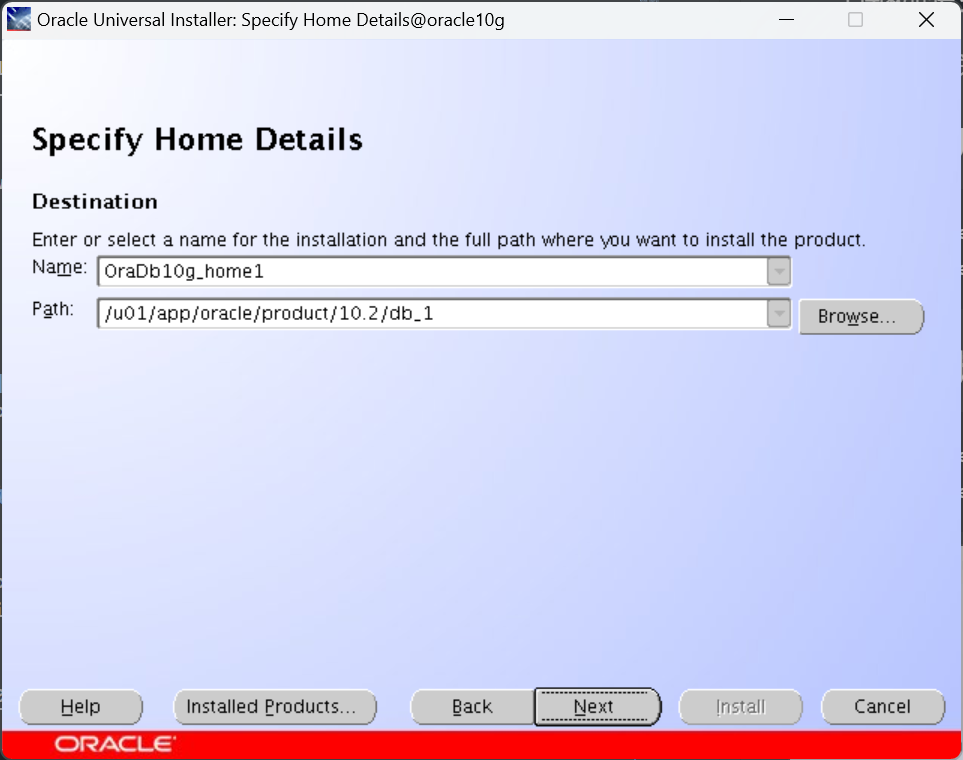 Oracle Universal Installer: Specify Home Details@oracle10g
Specify Home Details
Destination
Enter or select a name for the installation and the full path where you want to install the product.
Name: OraDb10g_home1
Path: /u01/app/oracle/product/10.2/db_1 Browse...
Help Installed Products... Back Next Install Cancel
ORACLE